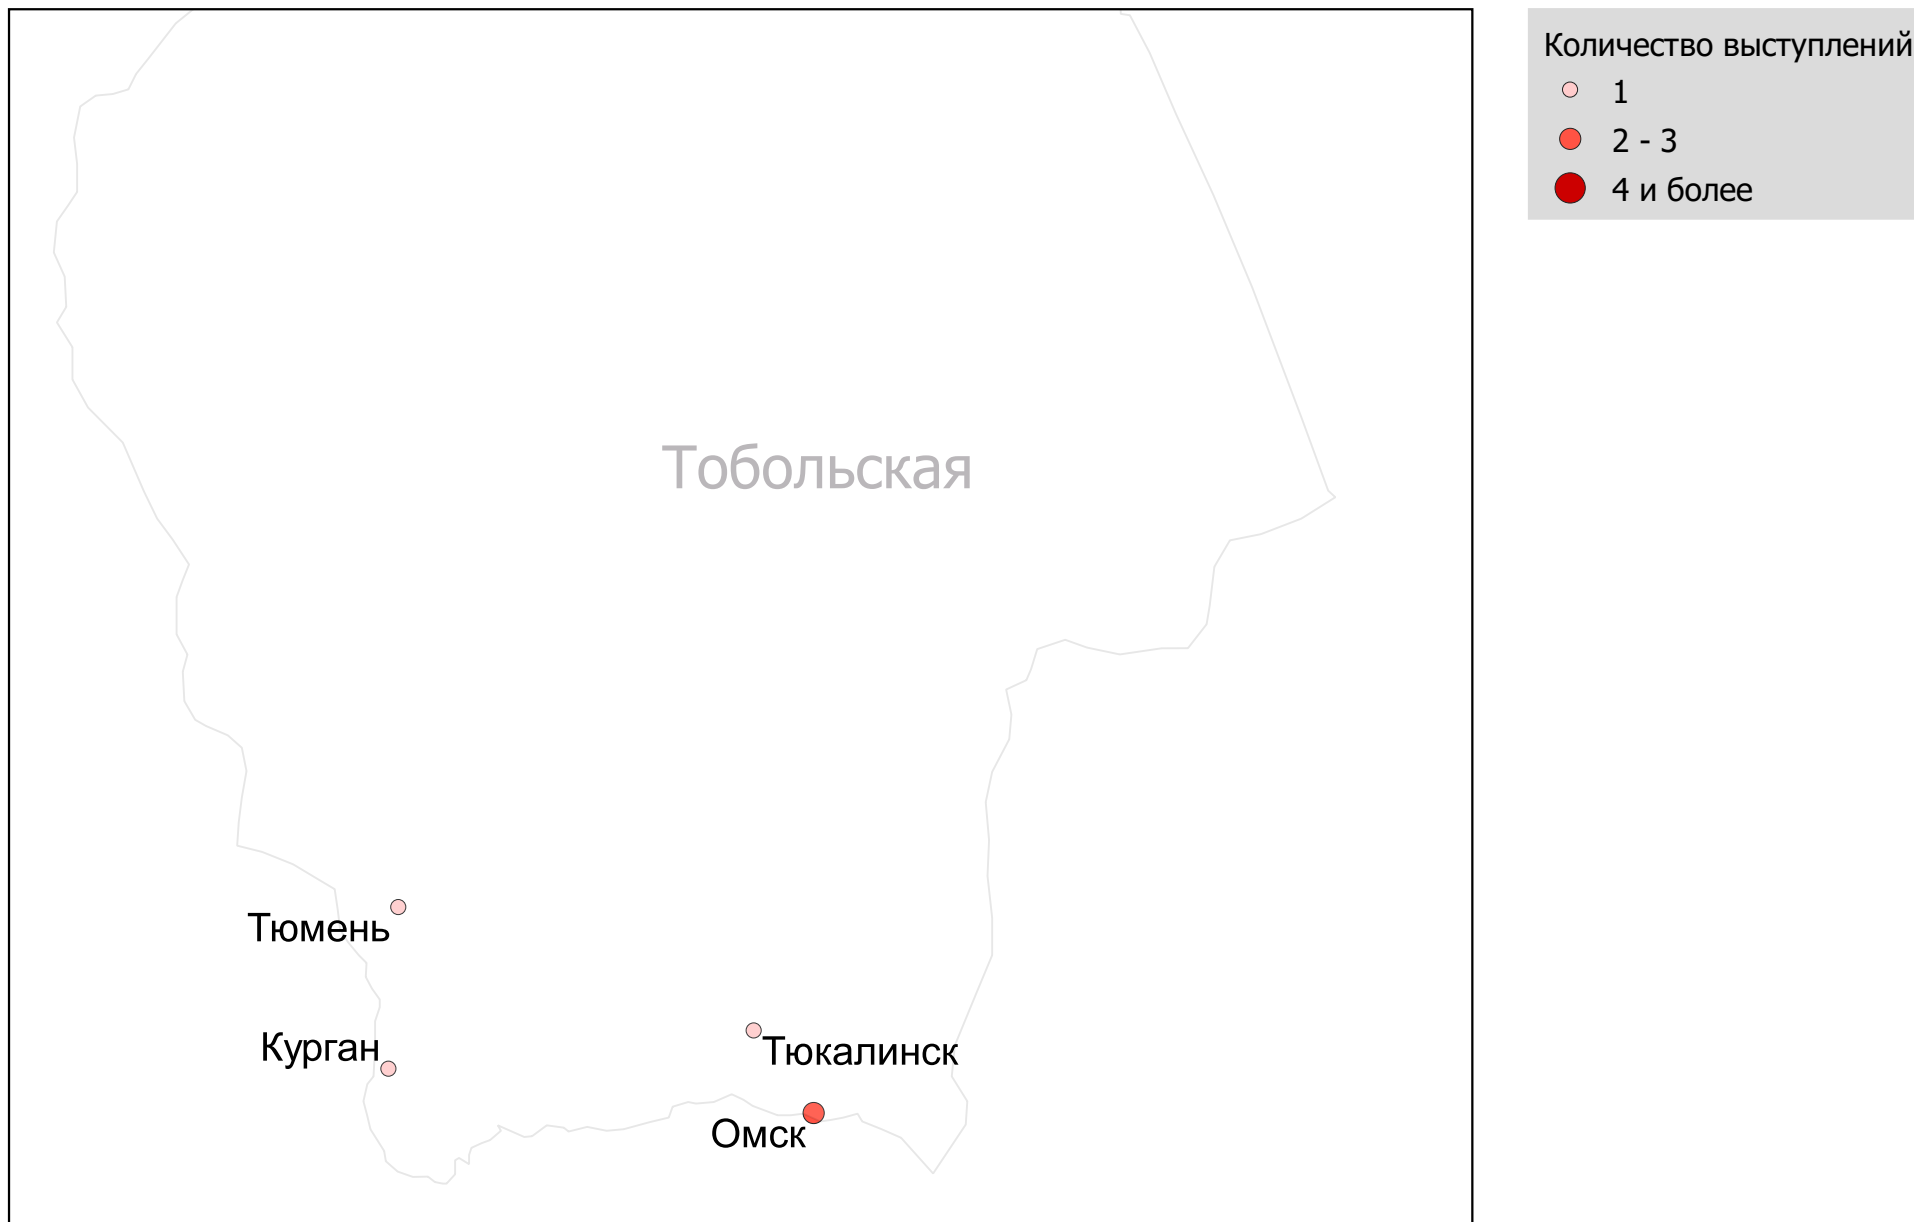 Количество выступлений
1
2 - 3
4 и более
Тобольская
Тюмень
Курган
Тюкалинск
Омск